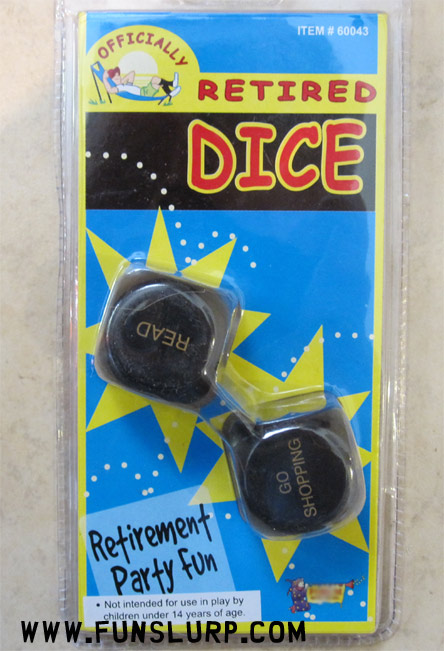 ITEM # 60043
OFFICIALLY
RETIRED
DICE
READ
GO
SHOPPING
Retirement
Party Fun
• Not intended for use in play by
children under 14 years of age.
WWW.FUNSLURP.COM